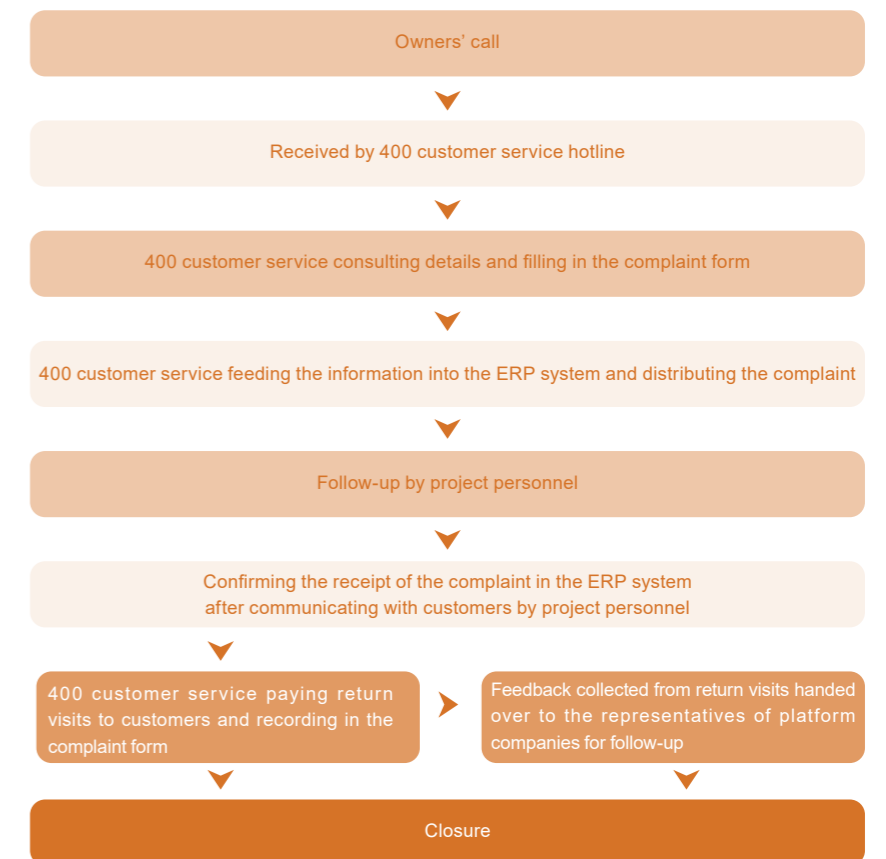 Owners’ call
Received by 400 customer service hotline
400 customer service consulting details and filling in the complaint form
400 customer service feeding the information into the ERP system and distributing the complaint
Follow-up by project personnel
Confirming the receipt of the complaint in the ERP system
after communicating with customers by project personnel
400 customer service paying return
visits to customers and recording in the
complaint form
Feedback collected from return visits handed
over to the representatives of platform
companies for follow-up
Closure